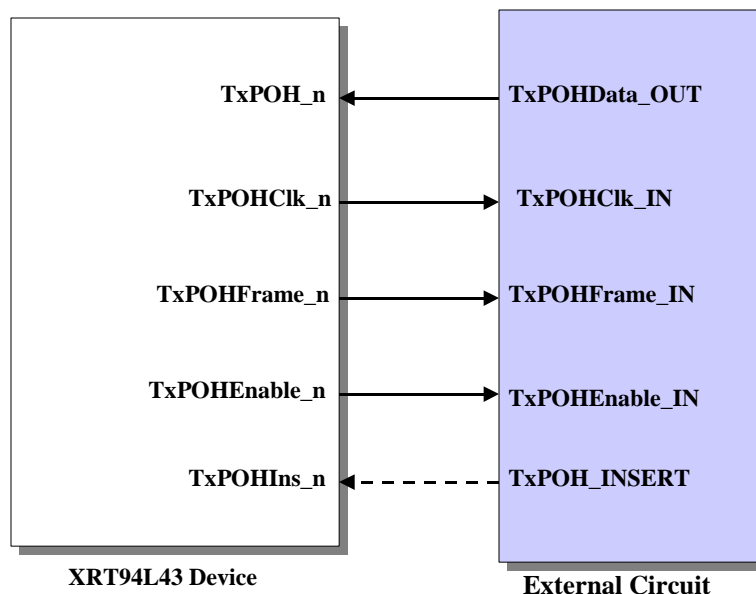 TxPOH_n TxPOHData_OUT
TxPOHClk_n TxPOHClk_IN
TxPOHFrame_n TxPOHFrame_IN
TxPOHEnable_n TxPOHEnable_IN
TxPOHIns_n TxPOH_INSERT
XRT94L43 Device
External Circuit